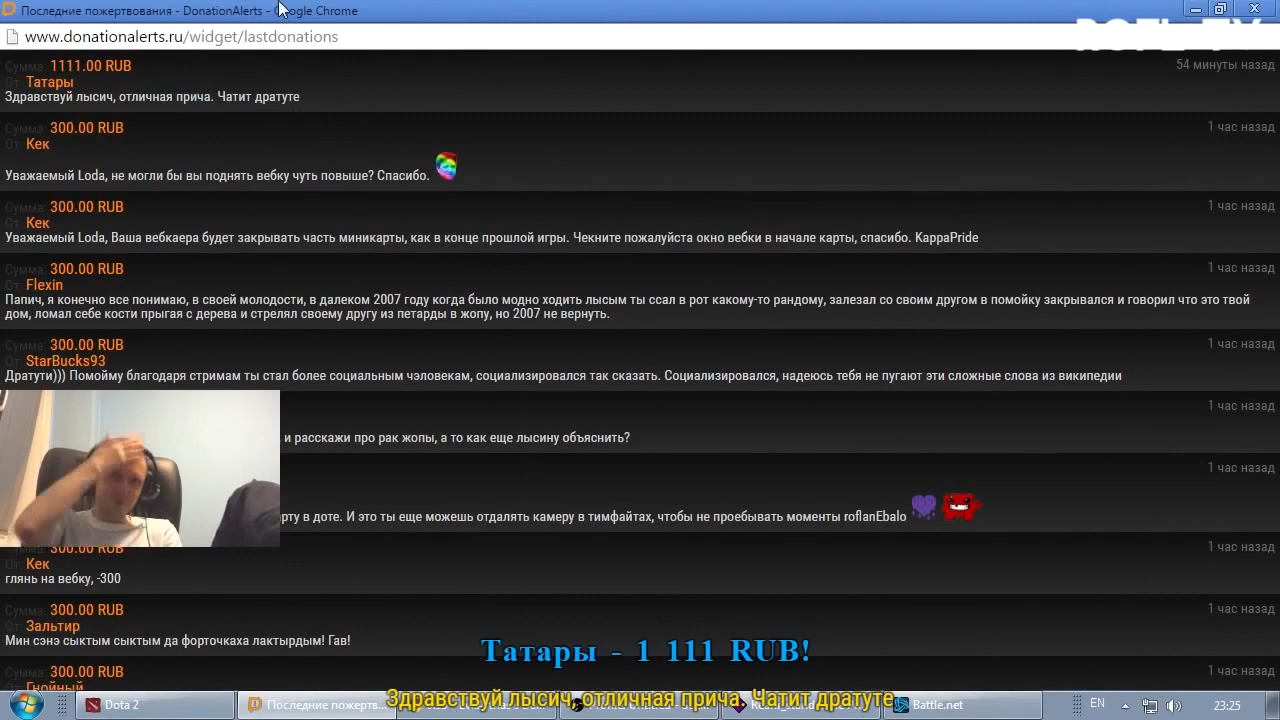 Последние пожертвования - DonationAlerts - Google Chrome
www.donationalerts.ru/widget/lastdonations
ROFL TV
Сумма: 1111.00 RUB
54 минуты назад
От: Татары
Здравствуй лысич, отличная прича. Чатит дратуте
Сумма: 300.00 RUB
1 час назад
От: Кек
Уважаемый Loda, не могли бы вы поднять вебку чуть повыше? Спасибо.
Сумма: 300.00 RUB
1 час назад
От: Кек
Уважаемый Loda, Ваша вебкаера будет закрывать часть миникарты, как в конце прошлой игры. Чекните пожалуйста окно вебки в начале карты, спасибо. KappaPride
Сумма: 300.00 RUB
1 час назад
От: Flexin
Папич, я конечно все понимаю, в своей молодости, в далеком 2007 году когда было модно ходить лысым ты ссал в рот какому-то рандому, залезал со своим другом в помойку закрывался и говорил что это твой
дом, ломал себе кости прыгая с дерева и стрелял своему другу из петарды в жопу, но 2007 не вернуть.
Сумма: 300.00 RUB
1 час назад
От: StarBucks93
Дратути))) Помойму благодаря стримам ты стал более социальным чэловекам, социализировался так сказать. Социализировался, надеюсь тебя не пугают эти сложные слова из википедии
1 час назад
и расскажи про рак жопы, а то как еще лысину объяснить?
1 час назад
рту в доте. И это ты еще можешь отдалять камеру в тимфайтах, чтобы не проебывать моменты roflanEbalo
300.00 RUB
1 час назад
От: Кек
глянь на вебку, -300
Сумма: 300.00 RUB
1 час назад
От: Зальтир
Мин сэнэ сыктым сыктым да форточкаха лактырдым! Гав!
Татары - 1 111 RUB!
Сумма: 300.00 RUB
1 час назад
Гнойный
Здравствуй лысич, отличная прича. Чатит дратуте
Dota 2
Последние пожертв...
Battle.net
EN
23:25